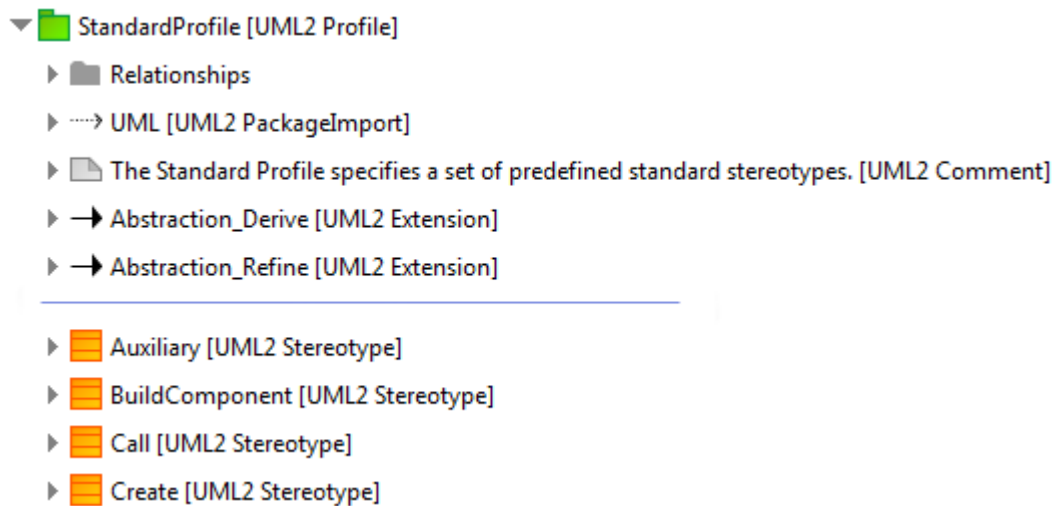 StandardProfile [UML2 Profile]
Relationships
UML [UML2 PackageImport]
The Standard Profile specifies a set of predefined standard stereotypes. [UML2 Comment]
Abstraction_Derive [UML2 Extension]
Abstraction_Refine [UML2 Extension]
Auxiliary [UML2 Stereotype]
BuildComponent [UML2 Stereotype]
Call [UML2 Stereotype]
Create [UML2 Stereotype]